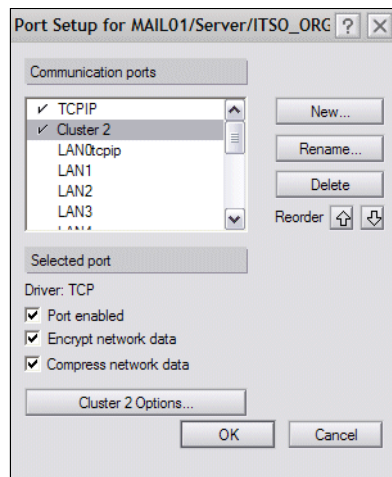 Port Setup for MAIL01/Server/ITSO_ORG
Communication ports
TCPIP
Cluster 2
LAN0tcpip
LAN1
LAN2
LAN3
New...
Rename...
Delete
Reorder
Selected port
Driver: TCP
Port enabled
Encrypt network data
Compress network data
Cluster 2 Options...
OK
Cancel